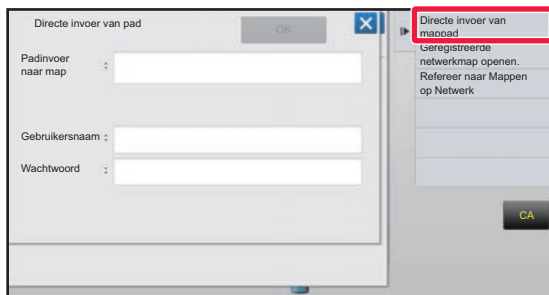 Directe invoer van pad
OK
Padinvoer
naar map :
Gebruikersnaam :
Wachtwoord :
Directe invoer van
mappad
Geregistreerde
netwerkmap openen.
Refereer naar Mappen
op Netwerk
CA